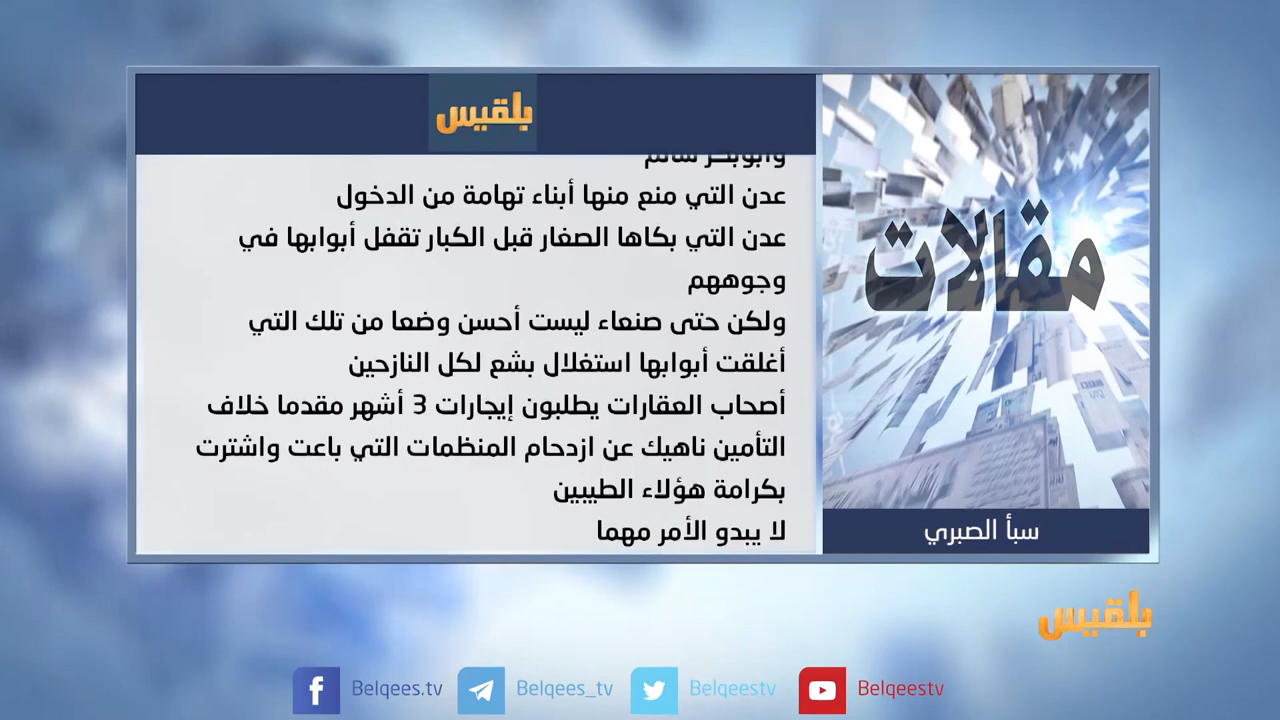 بلقيس
وابوبكر سالم
عدن التي منع منها أبناء تهامة من الدخول
عدن التي بكاها الصغار قبل الكبار تقفل أبوابها في
وجوههم
ولكن حتى صنعاء ليست أحسن وضعا من تلك التي
أغلقت أبوابها استغلال بشع لكل النازحين
أصحاب العقارات يطلبون إيجارات 3 أشهر مقدما خلاف
التأمين ناهيك عن ازدحام المنظمات التي باعت واشترت
بكرامة هؤلاء الطيبين
لا يبدو الأمر مهما
مقالات
سبأ الصبري
بلقيس
Belqees.tv
Belqees_tv
Belqeestv
Belqeestv